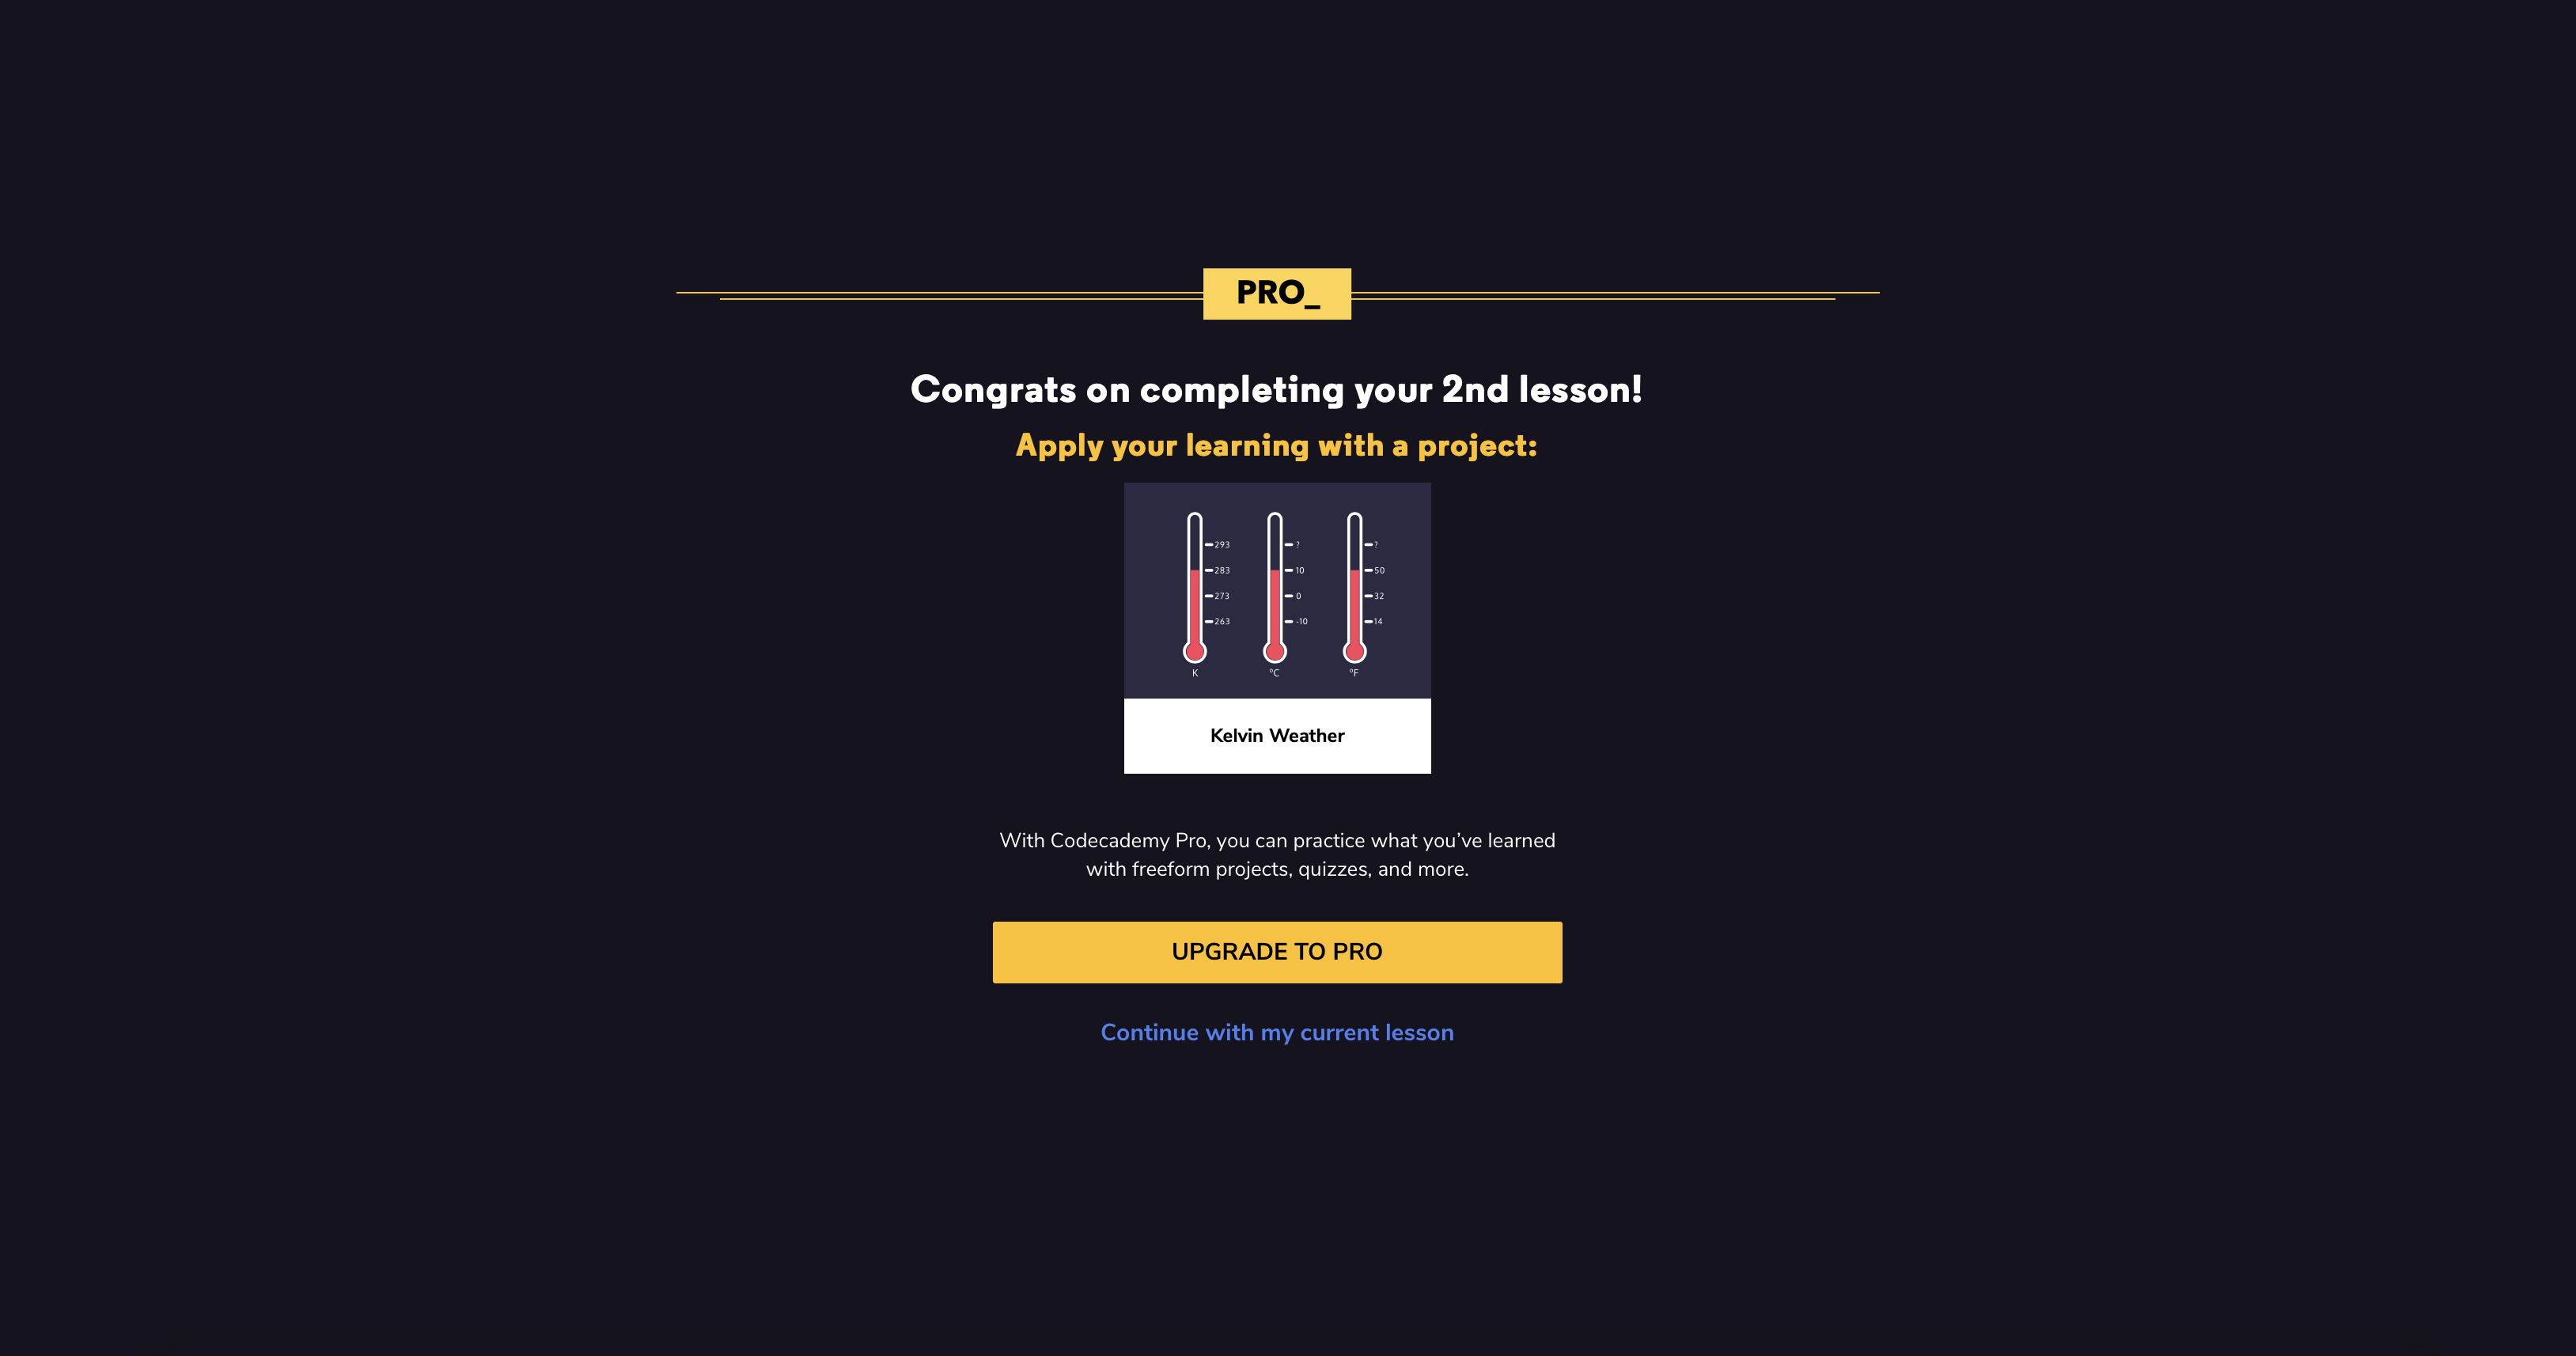 PRO_
Congrats on completing your 2nd lesson!
Apply your learning with a project:
293 ? ?
283 10 50
273 0 32
263 -10 14
K °C °F
Kelvin Weather
With Codecademy Pro, you can practice what you’ve learned
with freeform projects, quizzes, and more.
UPGRADE TO PRO
Continue with my current lesson